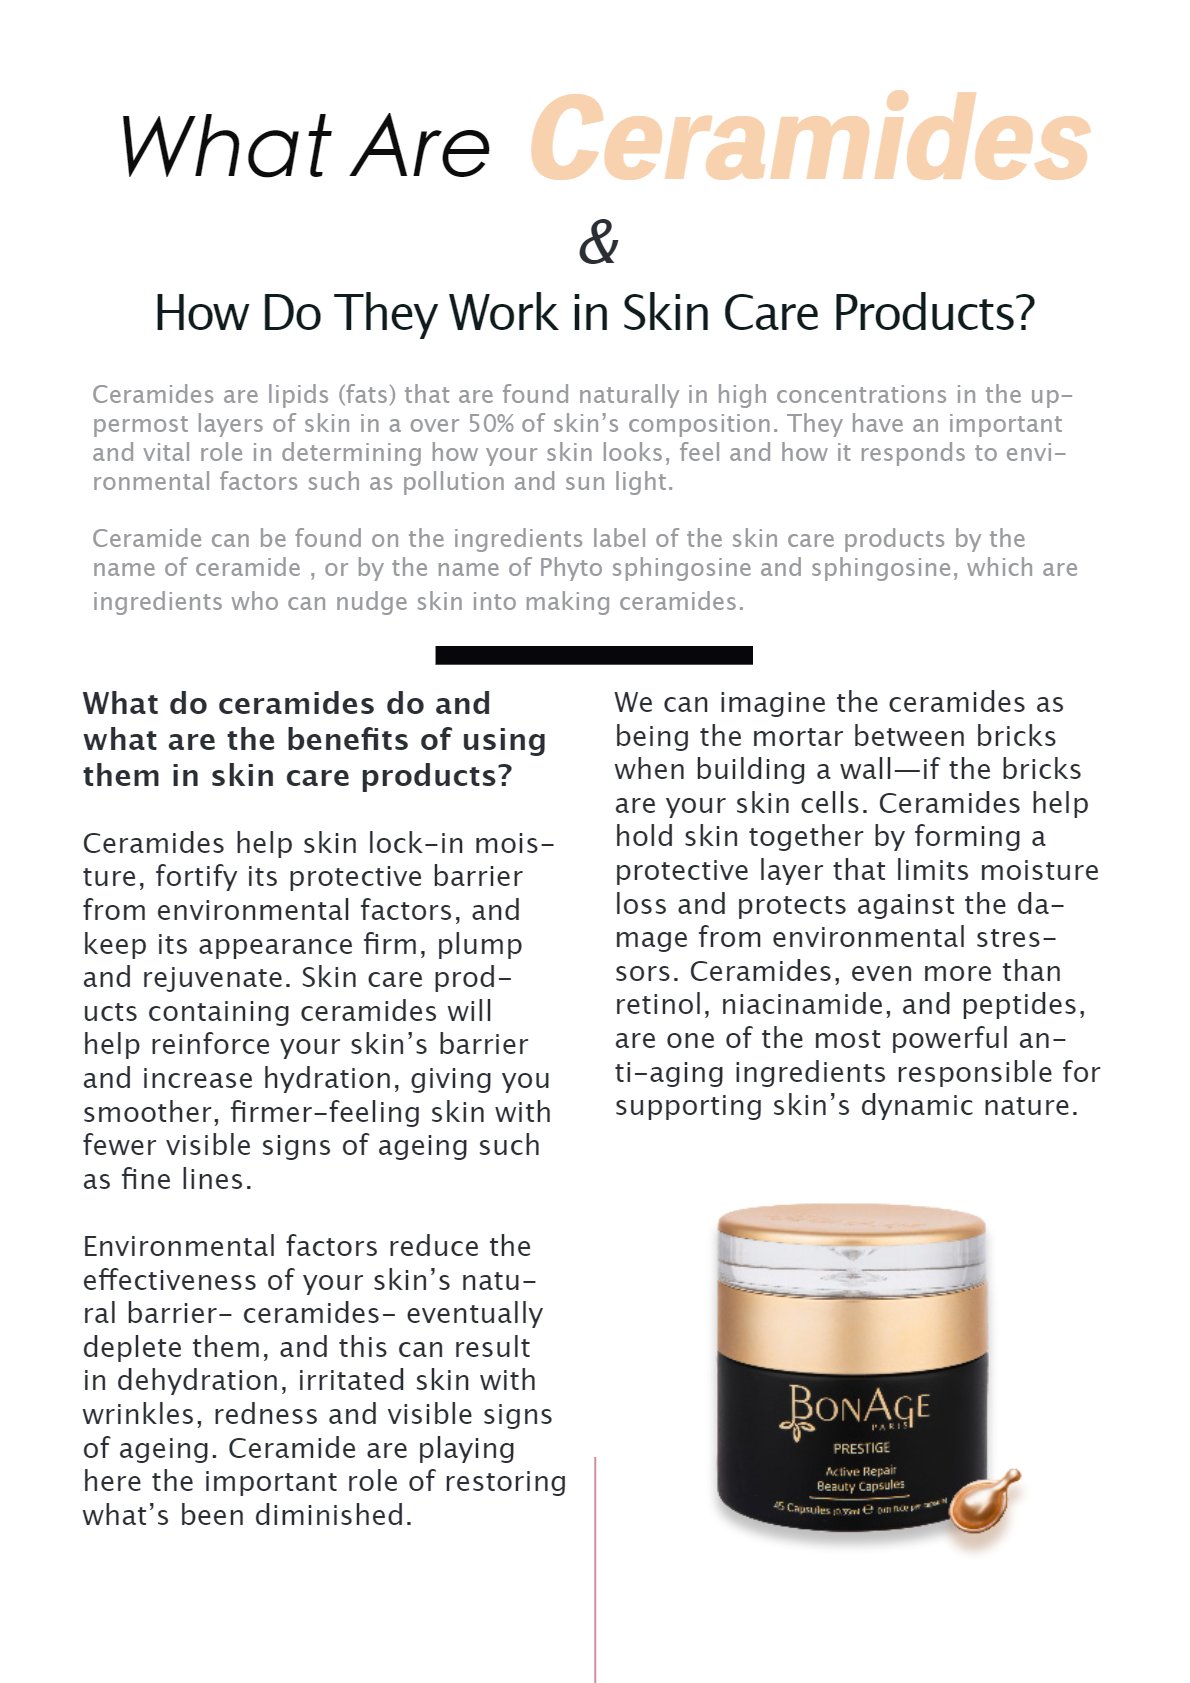 What Are Ceramides
&
How Do They Work in Skin Care Products?
Ceramides are lipids (fats) that are found naturally in high concentrations in the up-
permost layers of skin in a over 50% of skin's composition. They have an important
and vital role in determining how your skin looks, feel and how it responds to envi-
ronmental factors such as pollution and sun light.
Ceramide can be found on the ingredients label of the skin care products by the
name of ceramide , or by the name of Phyto sphingosine and sphingosine, which are
ingredients who can nudge skin into making ceramides.
What do ceramides do and
what are the benefits of using
them in skin care products?
Ceramides help skin lock-in mois-
ture, fortify its protective barrier
from environmental factors, and
keep its appearance firm, plump
and rejuvenate. Skin care prod-
ucts containing ceramides will
help reinforce your skin's barrier
and increase hydration, giving you
smoother, firmer-feeling skin with
fewer visible signs of ageing such
as fine lines.
Environmental factors reduce the
effectiveness of your skin's natu-
ral barrier- ceramides- eventually
deplete them, and this can result
in dehydration, irritated skin with
wrinkles, redness and visible signs
of ageing. Ceramide are playing
here the important role of restoring
what's been diminished.
We can imagine the ceramides as
being the mortar between bricks
when building a wall—if the bricks
are your skin cells. Ceramides help
hold skin together by forming a
protective layer that limits moisture
loss and protects against the da-
mage from environmental stres-
sors. Ceramides, even more than
retinol, niacinamide, and peptides,
are one of the most powerful an-
ti-aging ingredients responsible for
supporting skin's dynamic nature.
BONAGE
PARIS
PRESTIGE
Active Repair
Beauty Capsules
45 Capsules